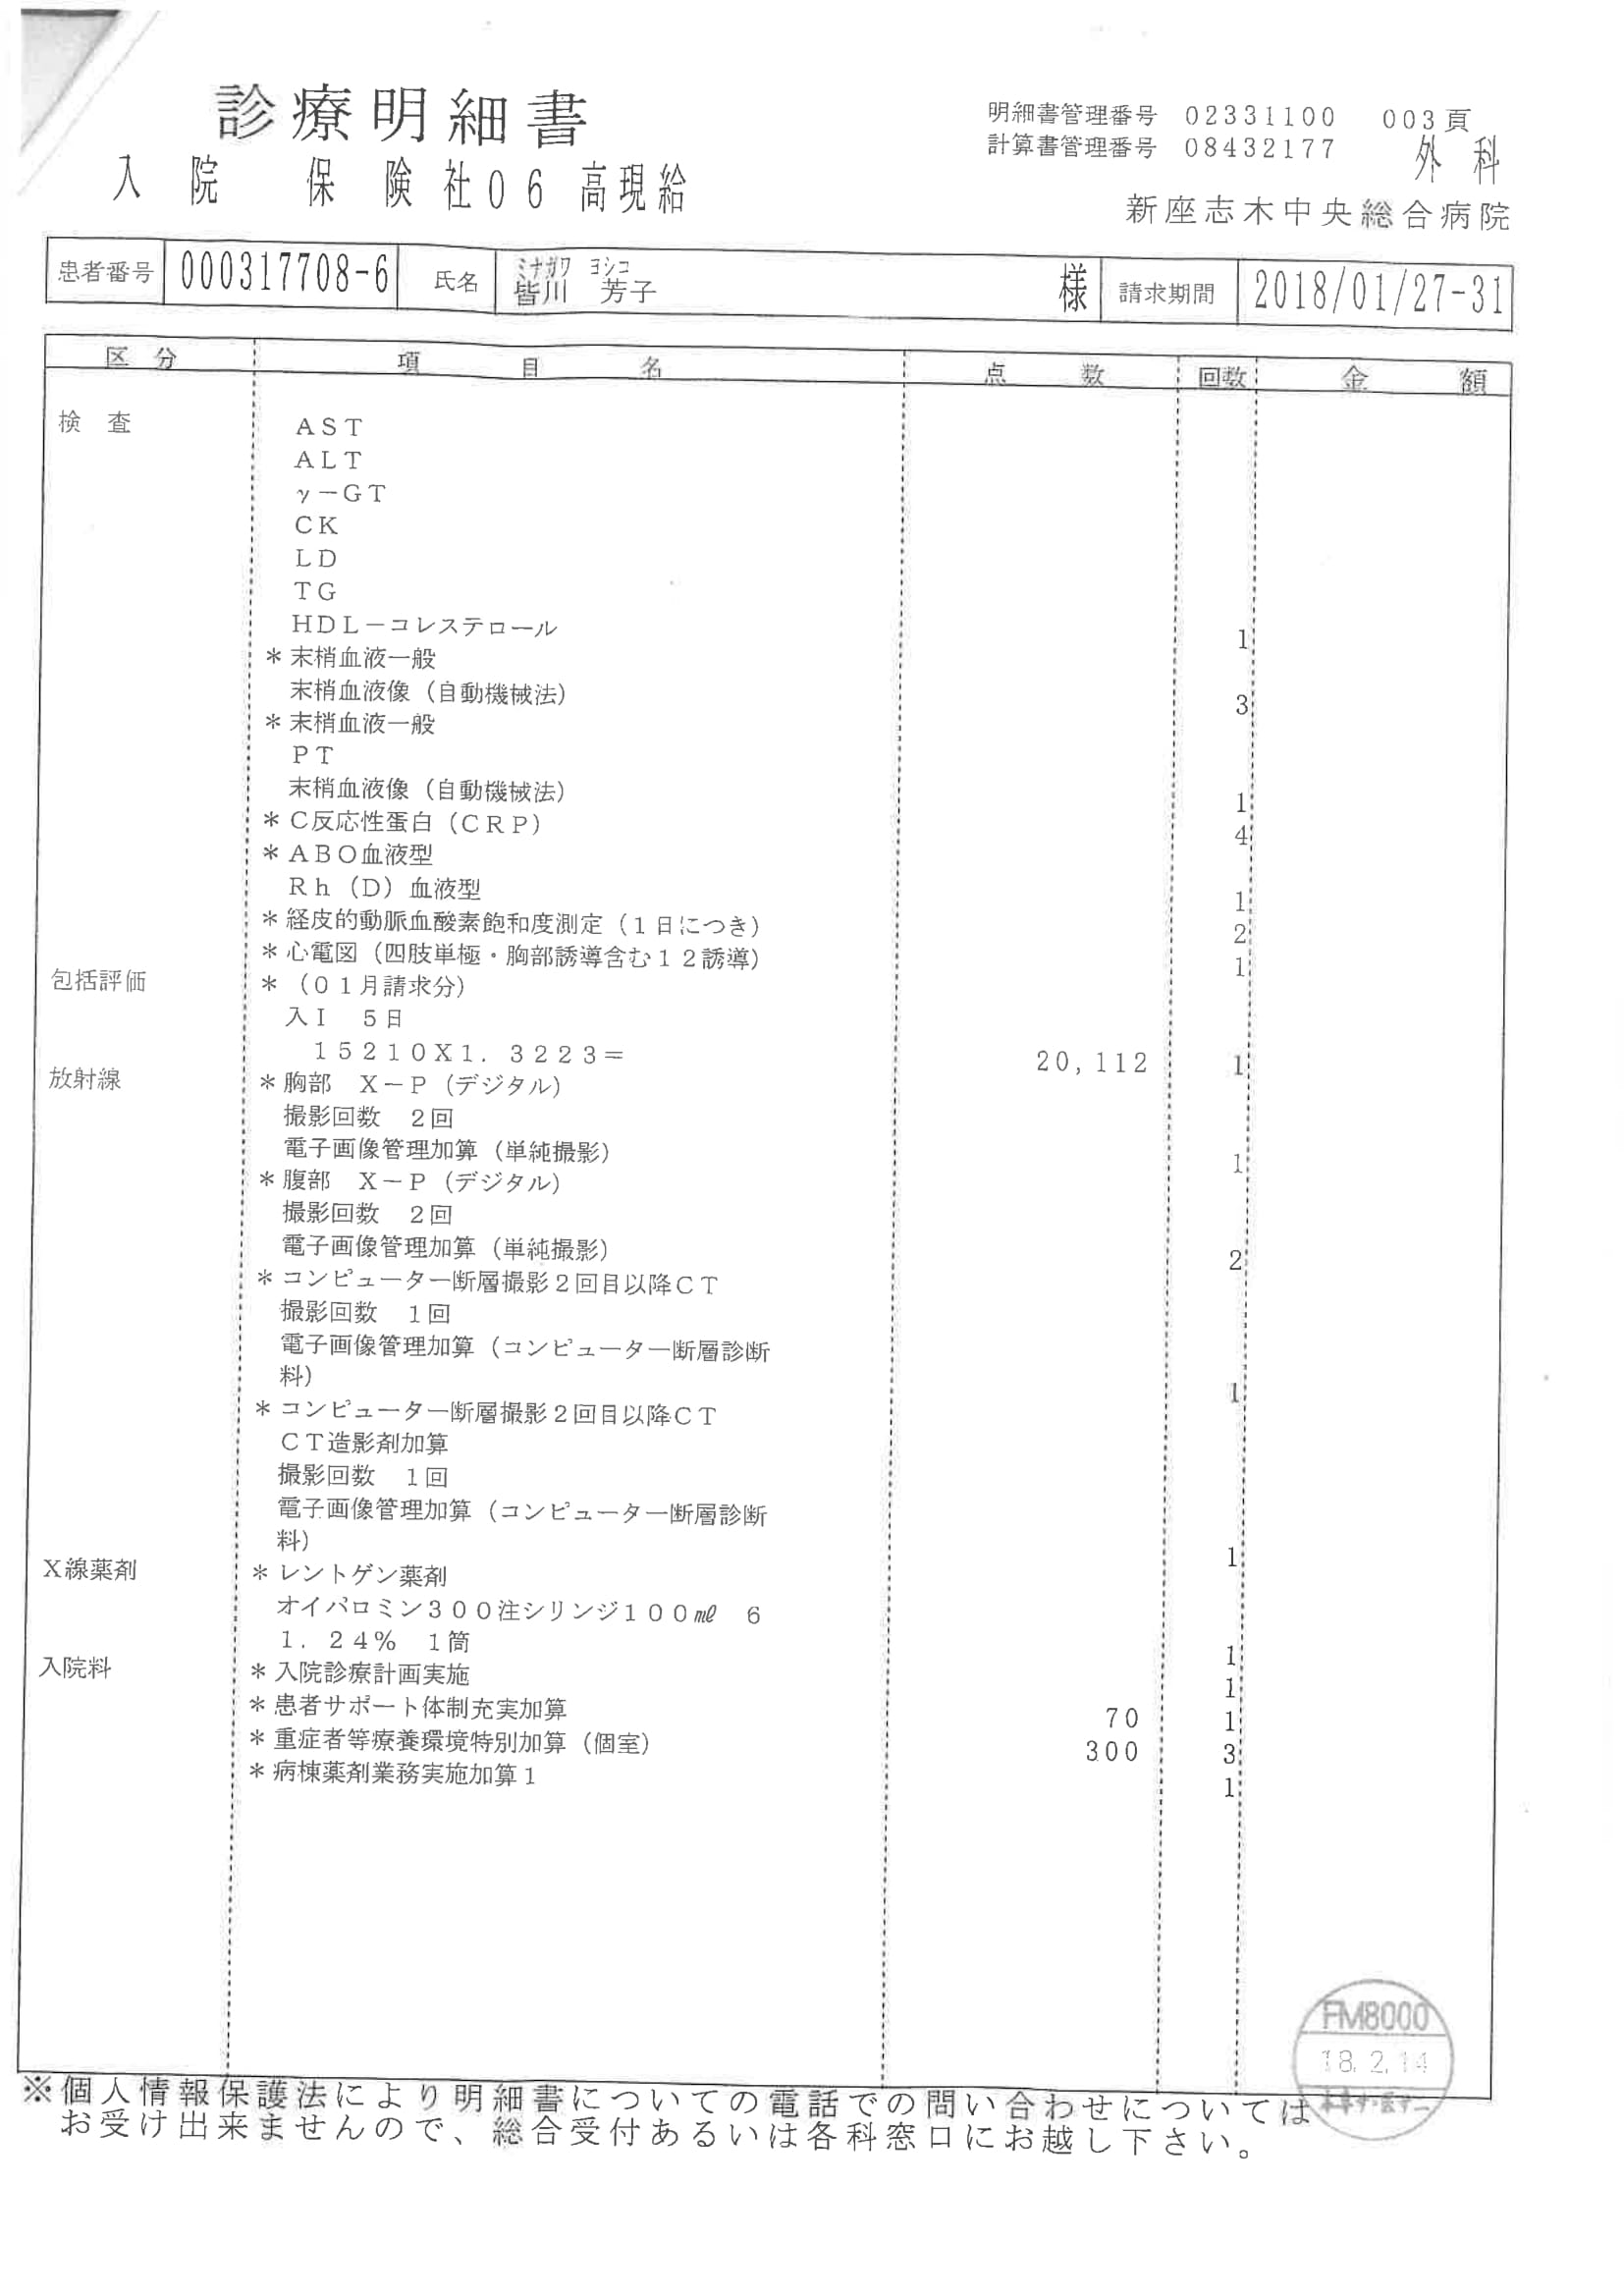 診療明細書
入 院 保 険 社06 高現給
明細書管理番号 02331100 003頁
計算書管理番号 08432177 外 科
新座志木中央総合病院
患者番号 000317708-6 氏名 ミナガワ ヨシコ 皆川 芳子 様 請求期間 2018/01/27-31
区 分 項 目 名 点 数 回数 金 額
検 査 AST
ALT
γ-GT
CK
LD
TG
HDL-コレステロール 1
*末梢血液一般
末梢血液像(自動機械法) 3
*末梢血液一般
PT
末梢血液像(自動機械法) 1
*C反応性蛋白(CRP) 4
*ABO血液型
Rh(D)血液型 1
*経皮的動脈血酸素飽和度測定(1日につき) 2
*心電図(四肢単極・胸部誘導含む12誘導) 1
包括評価 *(01月請求分)
入I 5日
15210X1.3223= 20,112 1
放射線 *胸部 X-P(デジタル)
撮影回数 2回
電子画像管理加算(単純撮影) 1
*腹部 X-P(デジタル)
撮影回数 2回
電子画像管理加算(単純撮影) 2
*コンピューター断層撮影2回目以降CT
撮影回数 1回
電子画像管理加算(コンピューター断層診断
料) 1
*コンピューター断層撮影2回目以降CT
CT造影剤加算
撮影回数 1回
電子画像管理加算(コンピューター断層診断
料) 1
X線薬剤 *レントゲン薬剤
オイパロミン300注シリンジ100㎖ 6
1.24% 1筒 1
入院料 *入院診療計画実施 1
*患者サポート体制充実加算 70 1
*重症者等療養環境特別加算(個室) 300 3
*病棟薬剤業務実施加算1 1
FM8000
18.2.14
※個人情報保護法により明細書についての電話での問い合わせについては
お受け出来ませんので、総合受付あるいは各科窓口にお越し下さい。